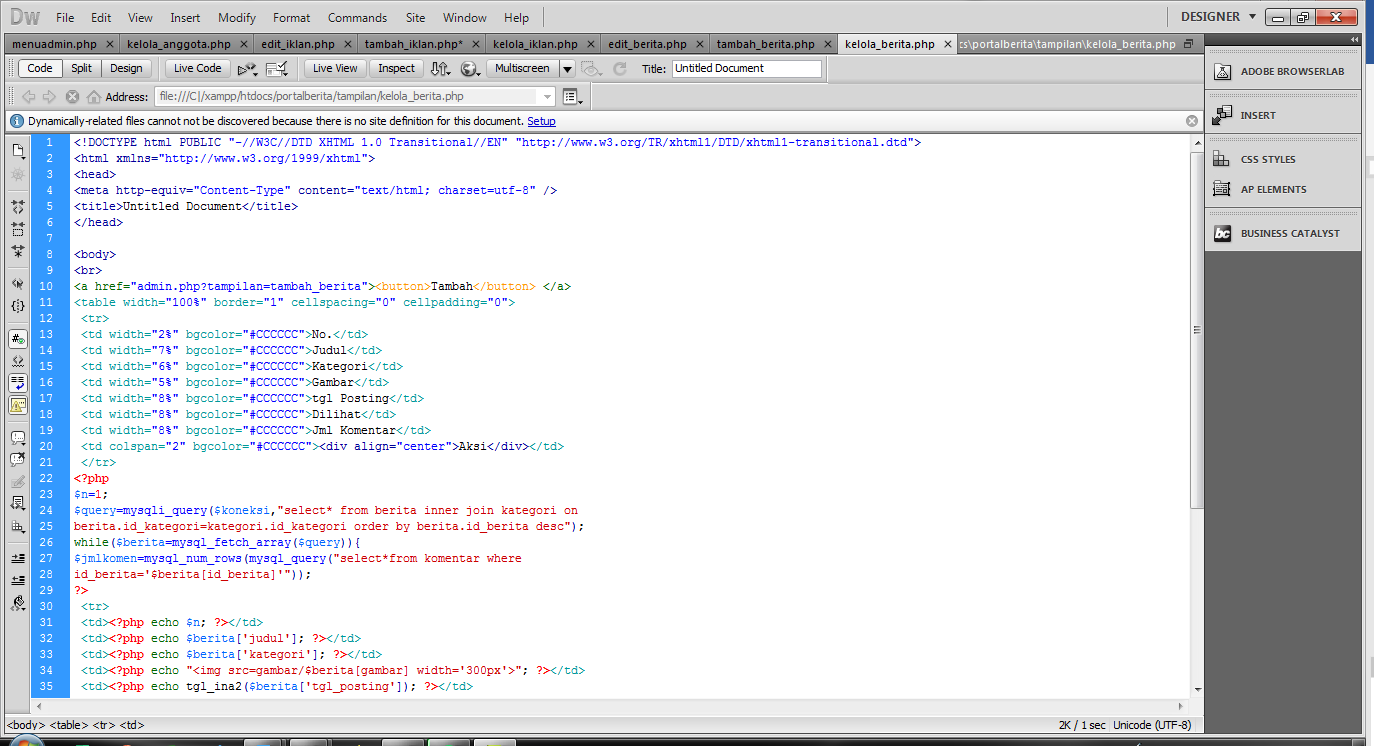 Dw File Edit View Insert Modify Format Commands Site Window Help DESIGNER
menuadmin.php kelola_anggota.php edit_iklan.php tambah_iklan.php* kelola_iklan.php edit_berita.php tambah_berita.php kelola_berita.php cs\portalberita\tampilan\kelola_berita.php
Code Split Design Live Code Live View Inspect Multiscreen Title: Untitled Document
Address: file:///C|/xampp/htdocs/portalberita/tampilan/kelola_berita.php
Dynamically-related files cannot not be discovered because there is no site definition for this document. Setup
1 <!DOCTYPE html PUBLIC "-//W3C//DTD XHTML 1.0 Transitional//EN" "http://www.w3.org/TR/xhtml1/DTD/xhtml1-transitional.dtd">
2 <html xmlns="http://www.w3.org/1999/xhtml">
3 <head>
4 <meta http-equiv="Content-Type" content="text/html; charset=utf-8" />
5 <title>Untitled Document</title>
6 </head>
7
8 <body>
9 <br>
10 <a href="admin.php?tampilan=tambah_berita"><button>Tambah</button> </a>
11 <table width="100%" border="1" cellspacing="0" cellpadding="0">
12 <tr>
13 <td width="2%" bgcolor="#CCCCCC">No.</td>
14 <td width="7%" bgcolor="#CCCCCC">Judul</td>
15 <td width="6%" bgcolor="#CCCCCC">Kategori</td>
16 <td width="5%" bgcolor="#CCCCCC">Gambar</td>
17 <td width="8%" bgcolor="#CCCCCC">tgl Posting</td>
18 <td width="8%" bgcolor="#CCCCCC">Dilihat</td>
19 <td width="8%" bgcolor="#CCCCCC">Jml Komentar</td>
20 <td colspan="2" bgcolor="#CCCCCC"><div align="center">Aksi</div></td>
21 </tr>
22 <?php
23 $n=1;
24 $query=mysqli_query($koneksi,"select* from berita inner join kategori on
25 berita.id_kategori=kategori.id_kategori order by berita.id_berita desc");
26 while($berita=mysql_fetch_array($query)){
27 $jmlkomen=mysql_num_rows(mysql_query("select*from komentar where
28 id_berita='$berita[id_berita]'"));
29 ?>
30 <tr>
31 <td><?php echo $n; ?></td>
32 <td><?php echo $berita['judul']; ?></td>
33 <td><?php echo $berita['kategori']; ?></td>
34 <td><?php echo "<img src=gambar/$berita[gambar] width='300px'>"; ?></td>
35 <td><?php echo tgl_ina2($berita['tgl_posting']); ?></td>
<body> <table> <tr> <td> 2K / 1 sec Unicode (UTF-8)
ADOBE BROWSERLAB
INSERT
CSS STYLES
AP ELEMENTS
bc BUSINESS CATALYST